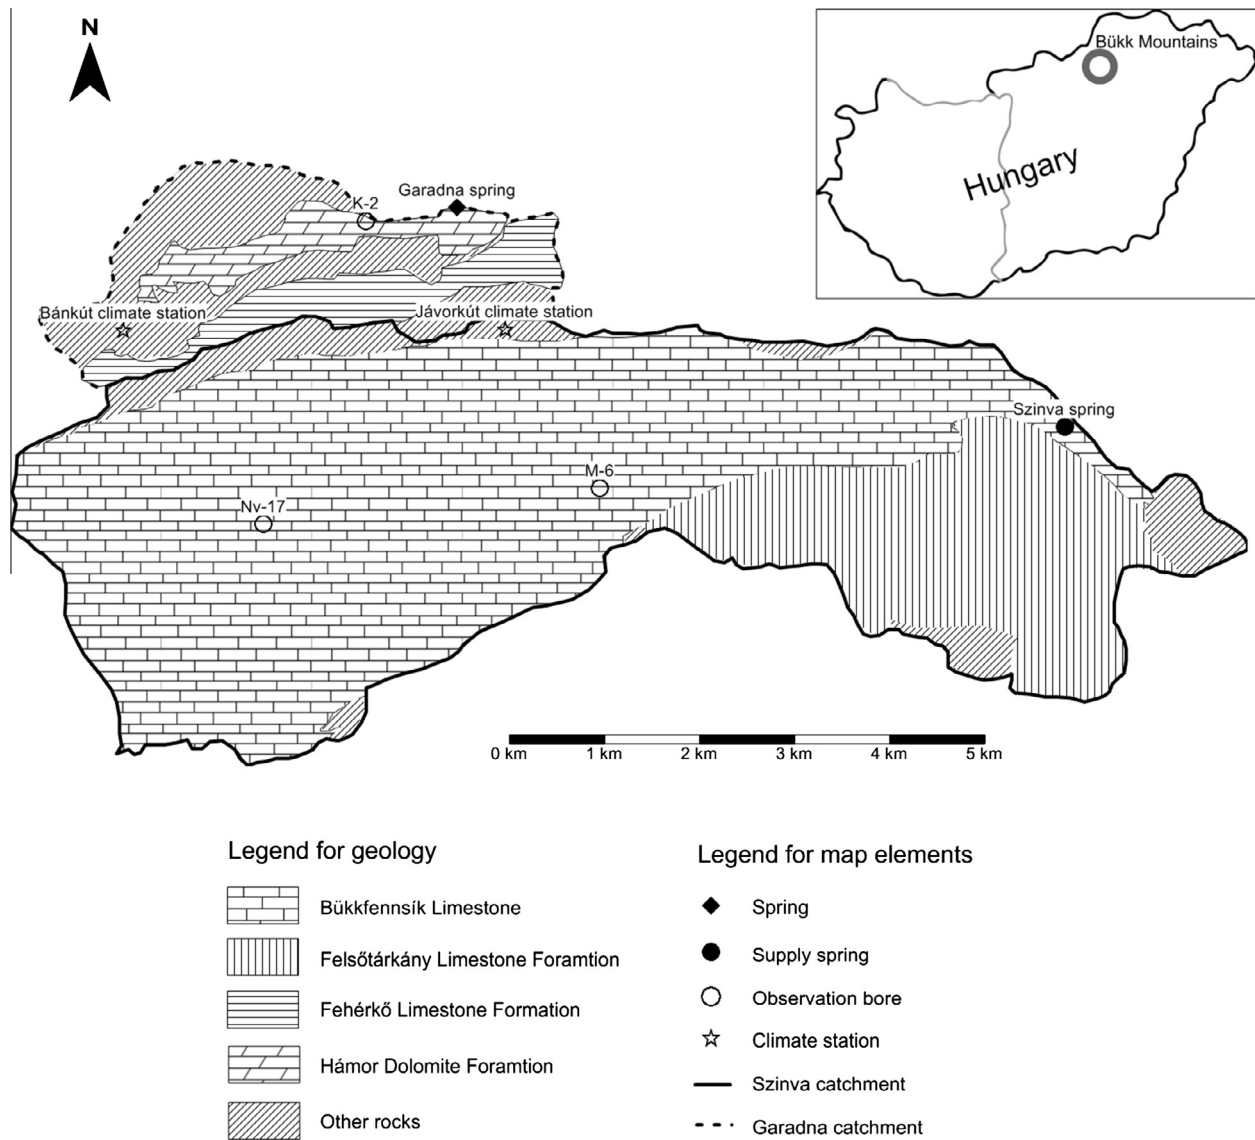 N
Bükk Mountains
Hungary
Garadna spring
K-2
Bánkút climate station
Jávorkút climate station
Szinva spring
M-6
Nv-17
0 km 1 km 2 km 3 km 4 km 5 km
Legend for geology
Bükkfennsík Limestone
Felsőtárkány Limestone Foramtion
Fehérkő Limestone Formation
Hámor Dolomite Foramtion
Other rocks
Legend for map elements
Spring
Supply spring
Observation bore
Climate station
Szinva catchment
Garadna catchment